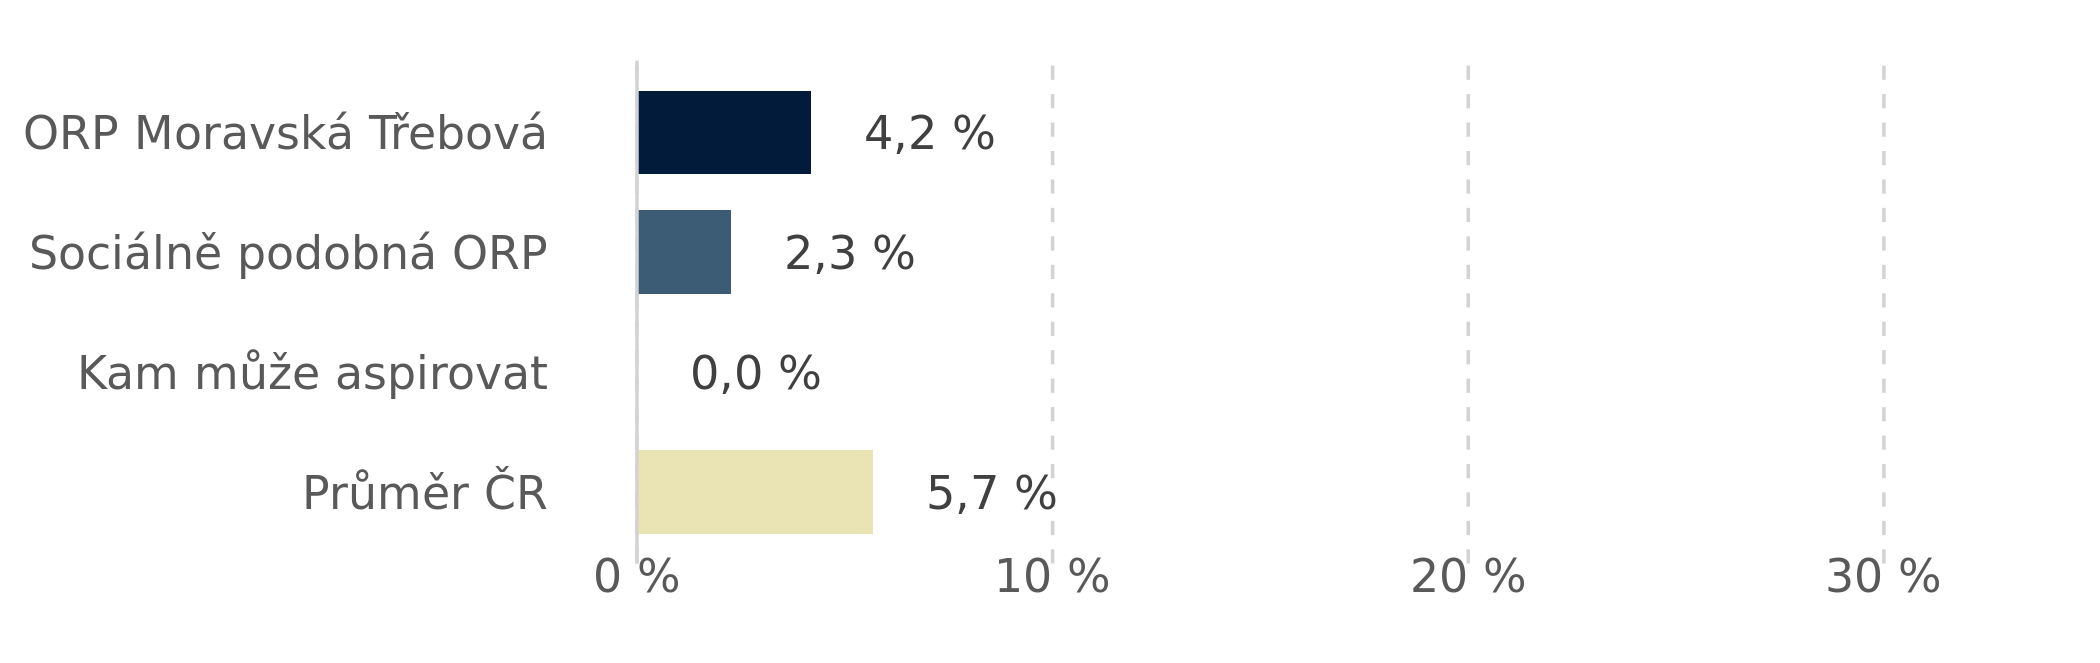 ORP Moravská Třebová 4,2 %
Sociálně podobná ORP 2,3 %
Kam může aspirovat 0,0 %
Průměr ČR 5,7 %
0 % 10 % 20 % 30 %